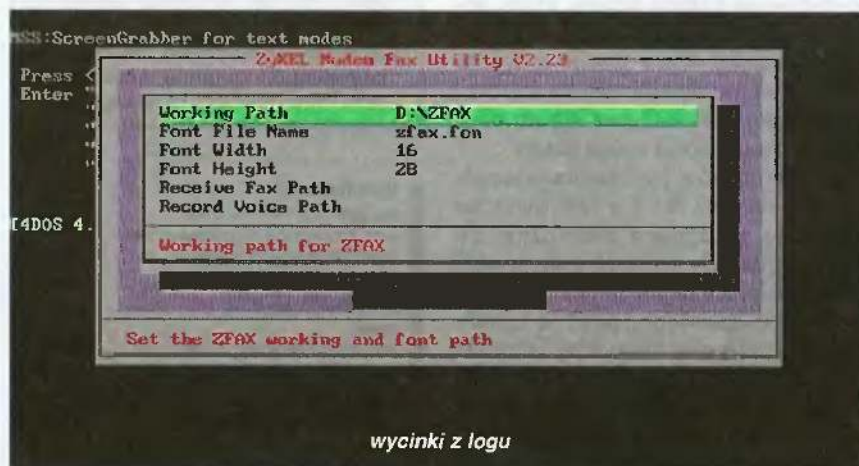 MSS:ScreenGrabber for text modes
ZyXEL Modem Fax Utility V2.23
Press <
Enter "
Working Path D:\ZFAX
Font File Name zfax.fon
Font Width 16
Font Height 28
Receive Fax Path
Record Voice Path
[4DOS 4.
Working path for ZFAX
Set the ZFAX working and font path
wycinki z logu